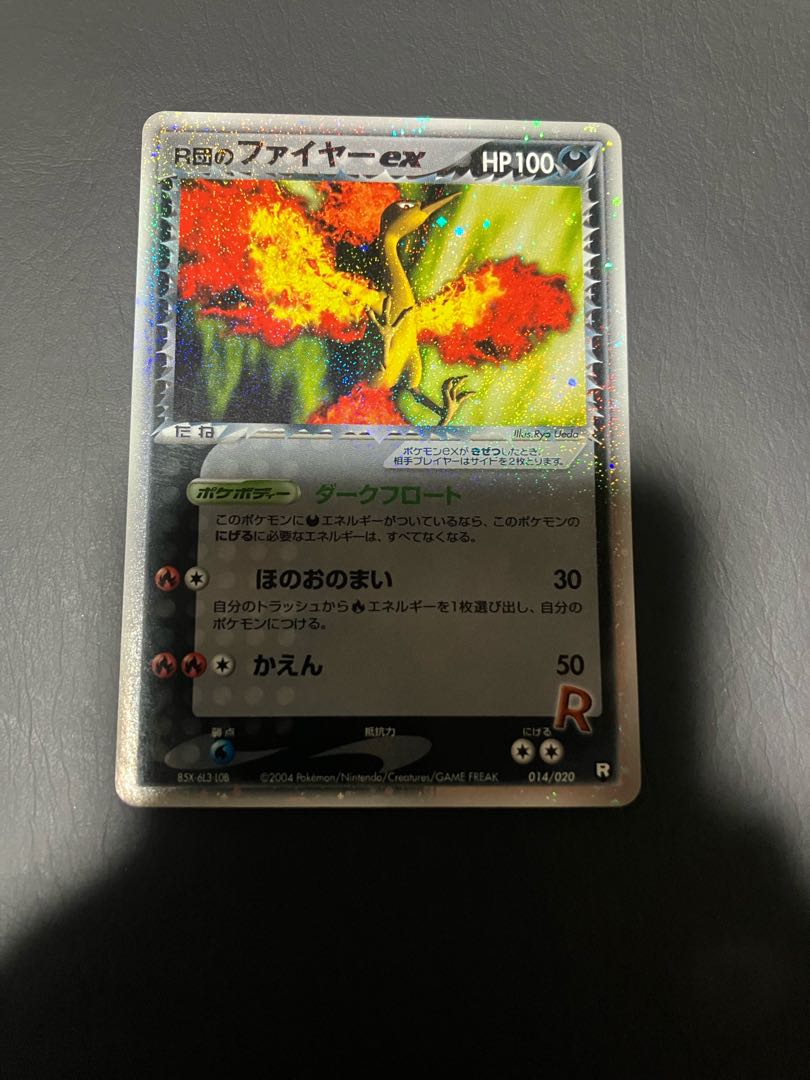 R団のファイヤーex HP100
たね
Illus.Ryo Ueda
ポケモンexがきぜつしたとき、
相手プレイヤーはサイドを2枚とります。
ポケボディー ダークフロート
このポケモンにエネルギーがついているなら、このポケモンの
にげるに必要なエネルギーは、すべてなくなる。
ほのおのまい 30
自分のトラッシュからエネルギーを1枚選び出し、自分の
ポケモンにつける。
かえん 50
R
弱点 抵抗力 にげる
85X-6L3-L0B ©2004 Pokémon/Nintendo/Creatures/GAME FREAK 014/020 R